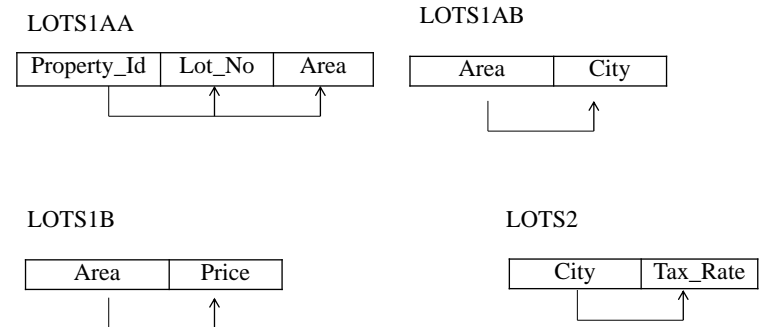 LOTS1AA
Property_Id Lot_No Area
LOTS1AB
Area City
LOTS1B
Area Price
LOTS2
City Tax_Rate